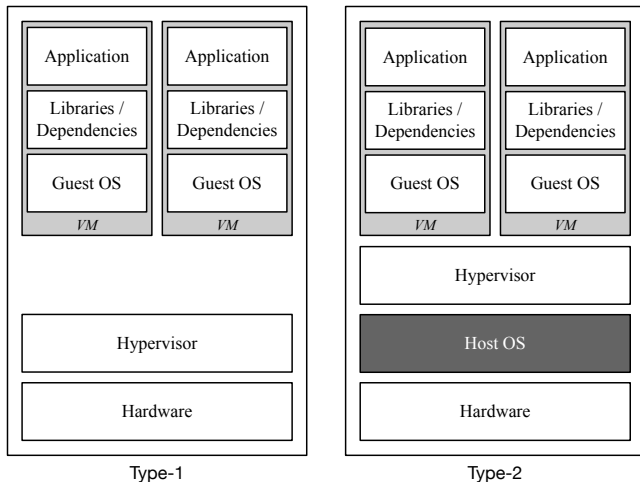 Application
Libraries /
Dependencies
Guest OS
VM
Application
Libraries /
Dependencies
Guest OS
VM
Hypervisor
Hardware
Type-1
Application
Libraries /
Dependencies
Guest OS
VM
Application
Libraries /
Dependencies
Guest OS
VM
Hypervisor
Host OS
Hardware
Type-2